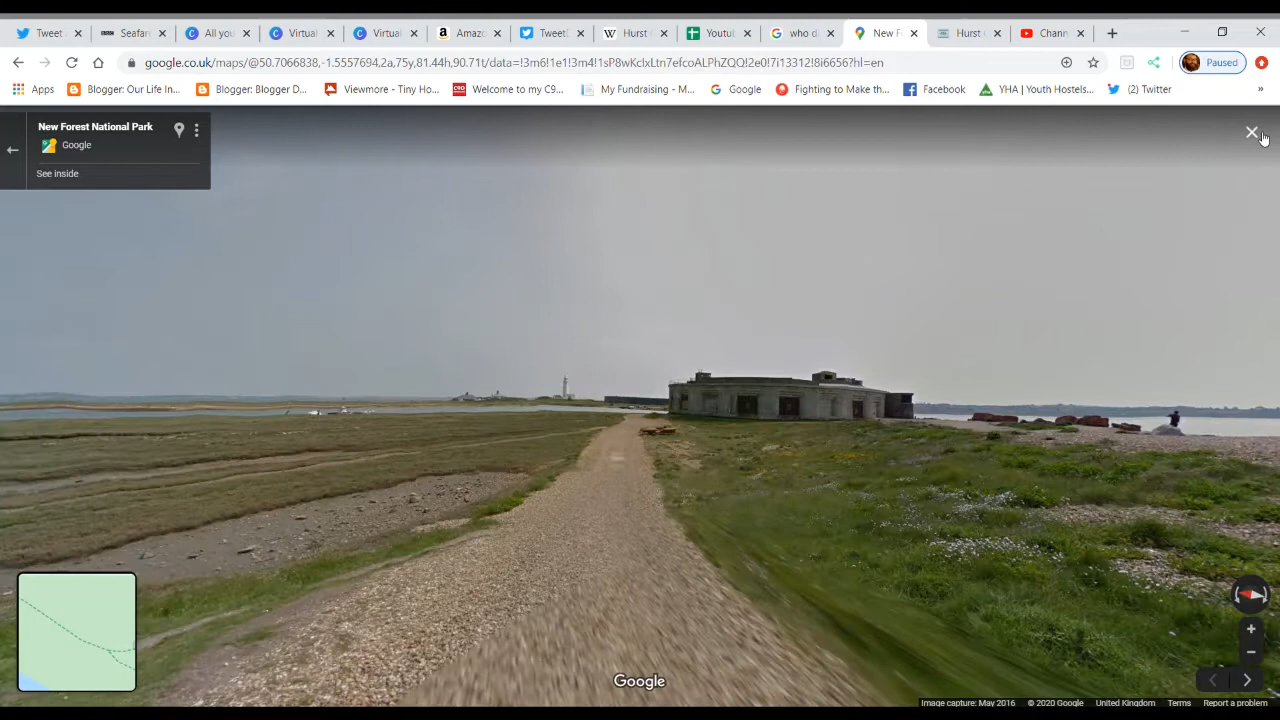 Tweet
Seafar
All you
Virtual
Virtual
Amazo
Tweet
Hurst
Youtub
who d
New F
Hurst
Chann
google.co.uk/maps/@50.7066838,-1.5557694,2a,75y,80.44h,90.71t/data=!3m6!1e1!3m4!1sP8wKclxLtn7efcoALPhZQQ!2e0!7i13312!8i6656?hl=en
Paused
Apps
Blogger: Our Life In...
Blogger: Blogger D...
Viewmore - Tiny Ho...
Welcome to my C9...
My Fundraising - M...
Google
Fighting to Make th...
Facebook
YHA | Youth Hostels...
(2) Twitter
»
New Forest National Park
Google
See inside
Google
Image capture: May 2016 © 2020 Google United Kingdom Terms Report a problem